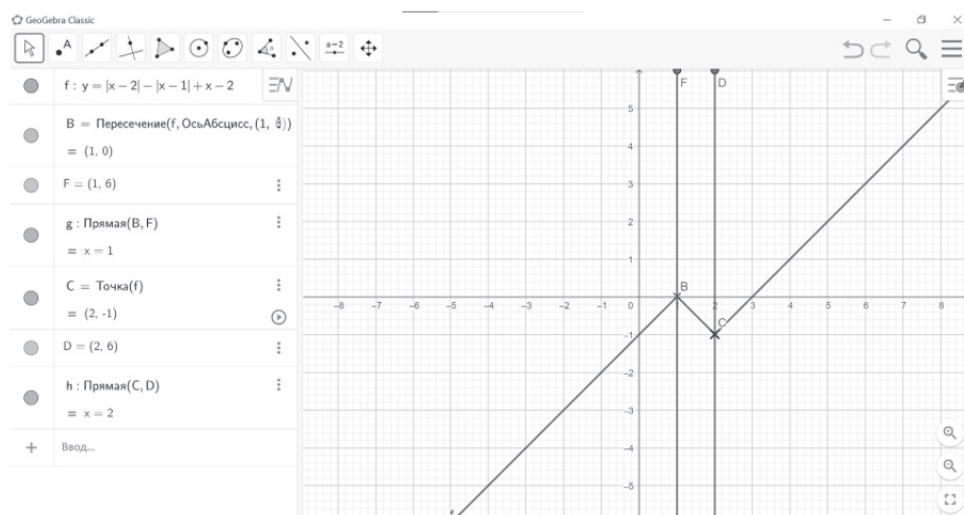 GeoGebra Classic
A
a=2
f : y = |x − 2| − |x − 1| + x − 2
B = Пересечение(f, ОсьАбсцисс, (1, 0))
= (1, 0)
F = (1, 6)
g : Прямая(B, F)
= x = 1
C = Точка(f)
= (2, -1)
D = (2, 6)
h : Прямая(C, D)
= x = 2
Ввод...
F D
5
4
3
2
1
B
−8 −7 −6 −5 −4 −3 −2 −1 0 2 3 4 5 6 7 8
C
−1
−2
−3
−4
−5
f